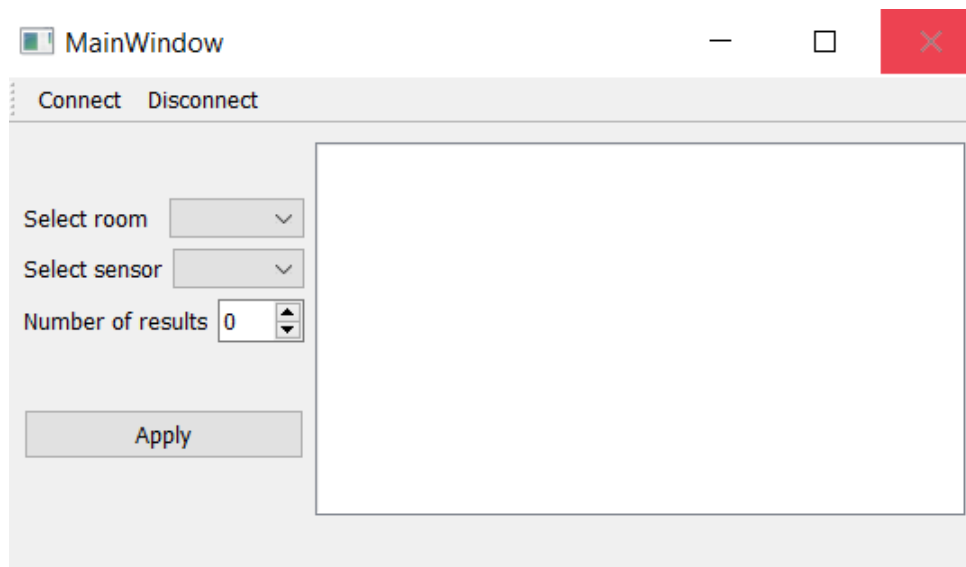 MainWindow
Connect Disconnect
Select room
Select sensor
Number of results 0
Apply